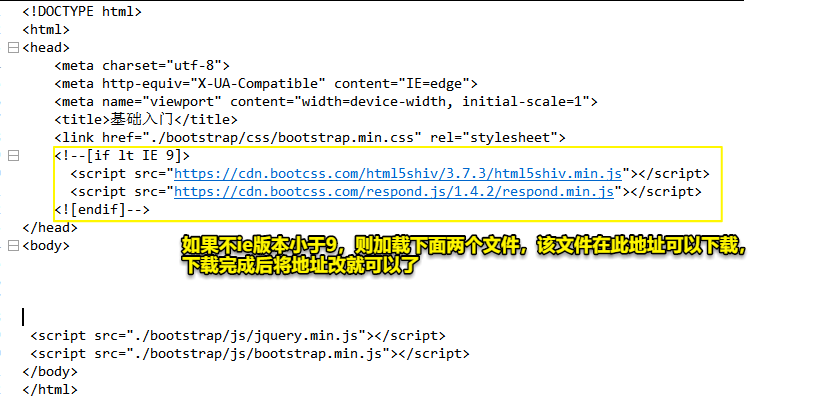 <!DOCTYPE html>
<html>
<head>
<meta charset="utf-8">
<meta http-equiv="X-UA-Compatible" content="IE=edge">
<meta name="viewport" content="width=device-width, initial-scale=1">
<title>基础入门</title>
<link href="./bootstrap/css/bootstrap.min.css" rel="stylesheet">
<!--[if lt IE 9]>
<script src="https://cdn.bootcss.com/html5shiv/3.7.3/html5shiv.min.js"></script>
<script src="https://cdn.bootcss.com/respond.js/1.4.2/respond.min.js"></script>
<![endif]-->
</head>
<body>
如果不ie版本小于9，则加载下面两个文件，该文件在此地址可以下载，
下载完成后将地址改就可以了
<script src="./bootstrap/js/jquery.min.js"></script>
<script src="./bootstrap/js/bootstrap.min.js"></script>
</body>
</html>